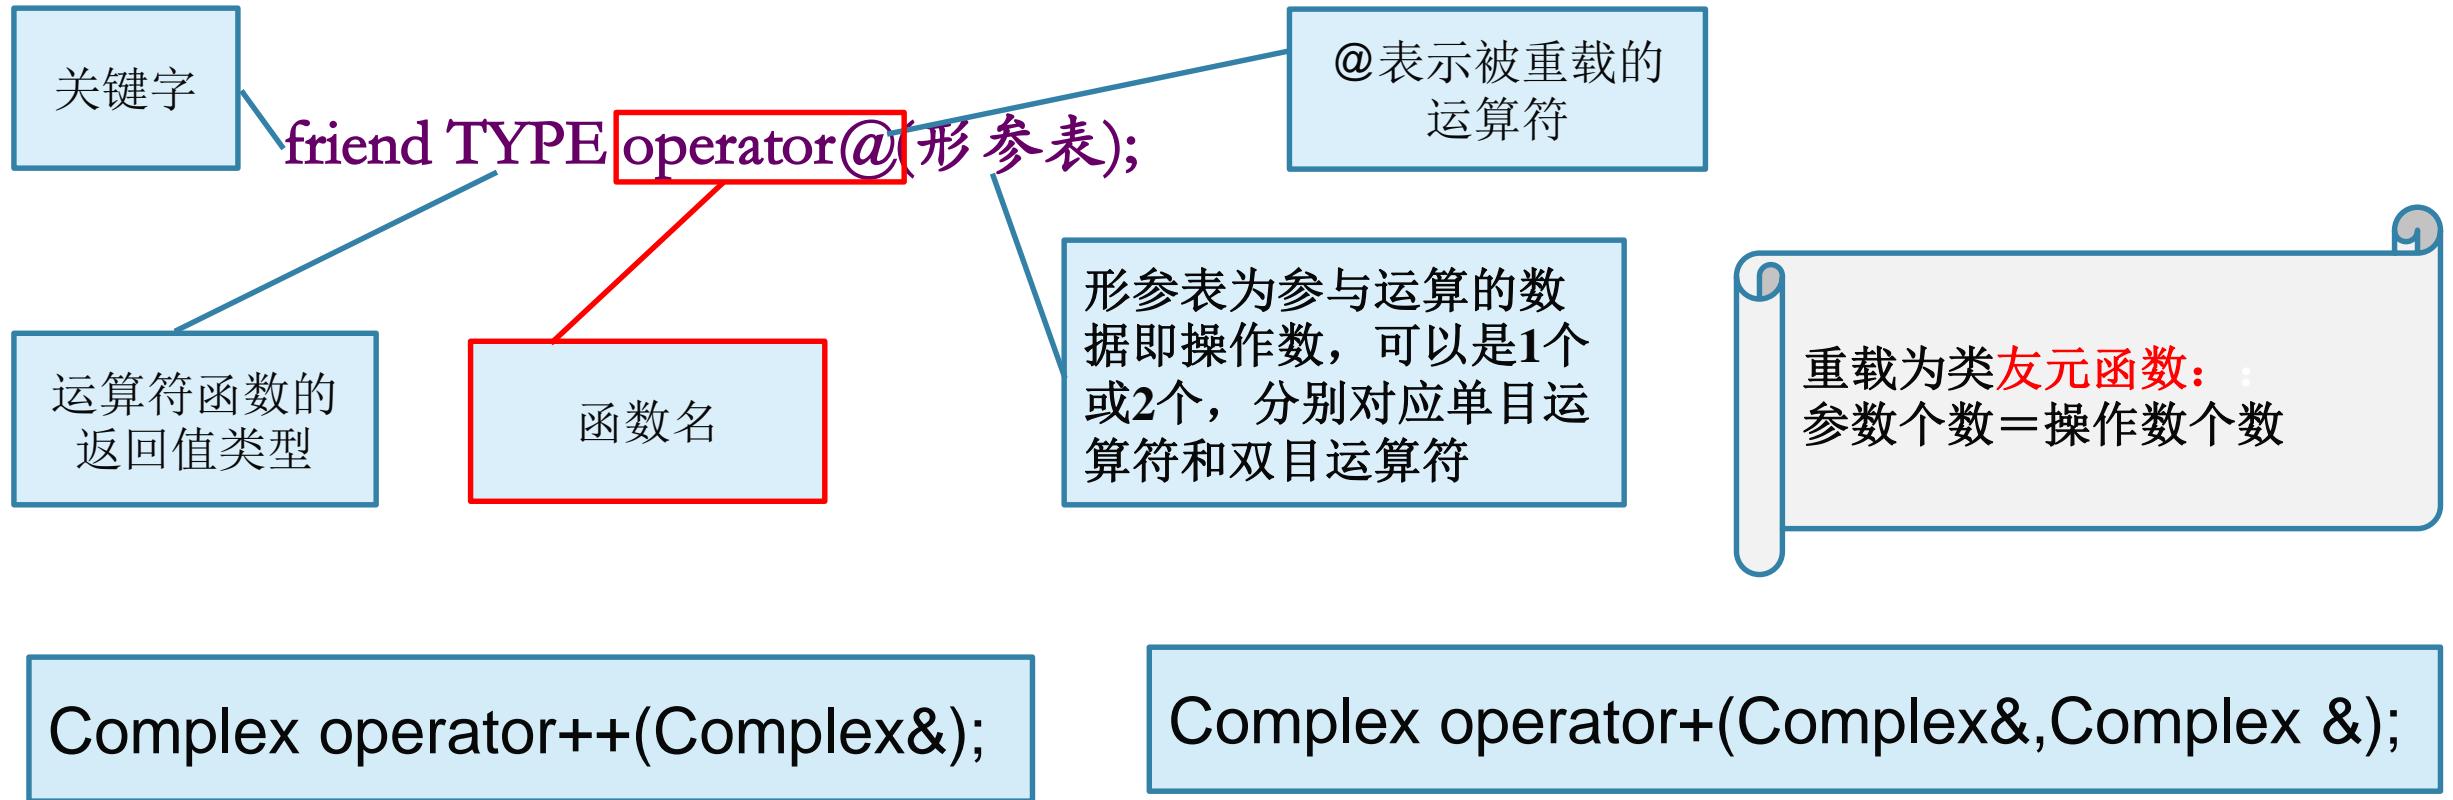 关键字
@表示被重载的
运算符
friend TYPE operator@(形参表);
运算符函数的
返回值类型
函数名
形参表为参与运算的数
据即操作数，可以是1个
或2个，分别对应单目运
算符和双目运算符
重载为类友元函数：：
参数个数＝操作数个数
Complex operator++(Complex&);
Complex operator+(Complex&,Complex &);